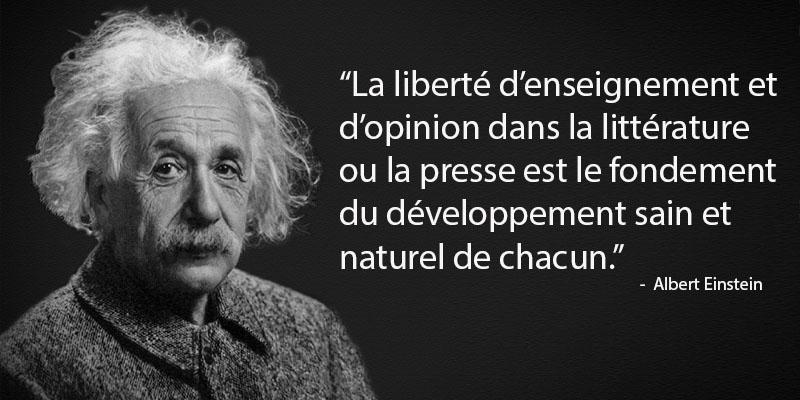 “La liberté d’enseignement et
d’opinion dans la littérature
ou la presse est le fondement
du développement sain et
naturel de chacun.”
- Albert Einstein